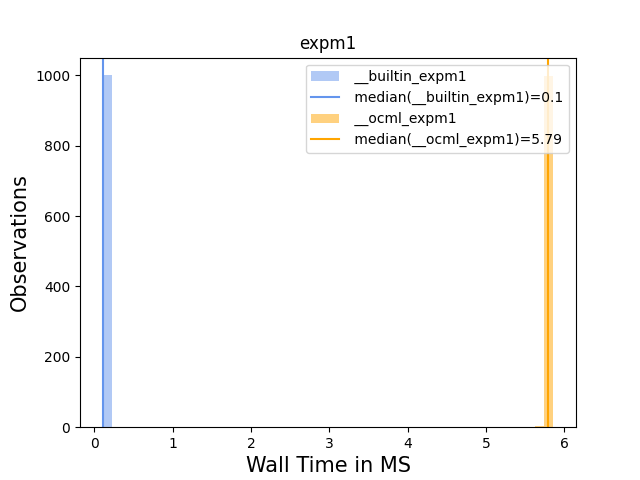 expm1
1000
800
600
400
200
0
Observations
__builtin_expm1
median(__builtin_expm1)=0.1
__ocml_expm1
median(__ocml_expm1)=5.79
0 1 2 3 4 5 6
Wall Time in MS